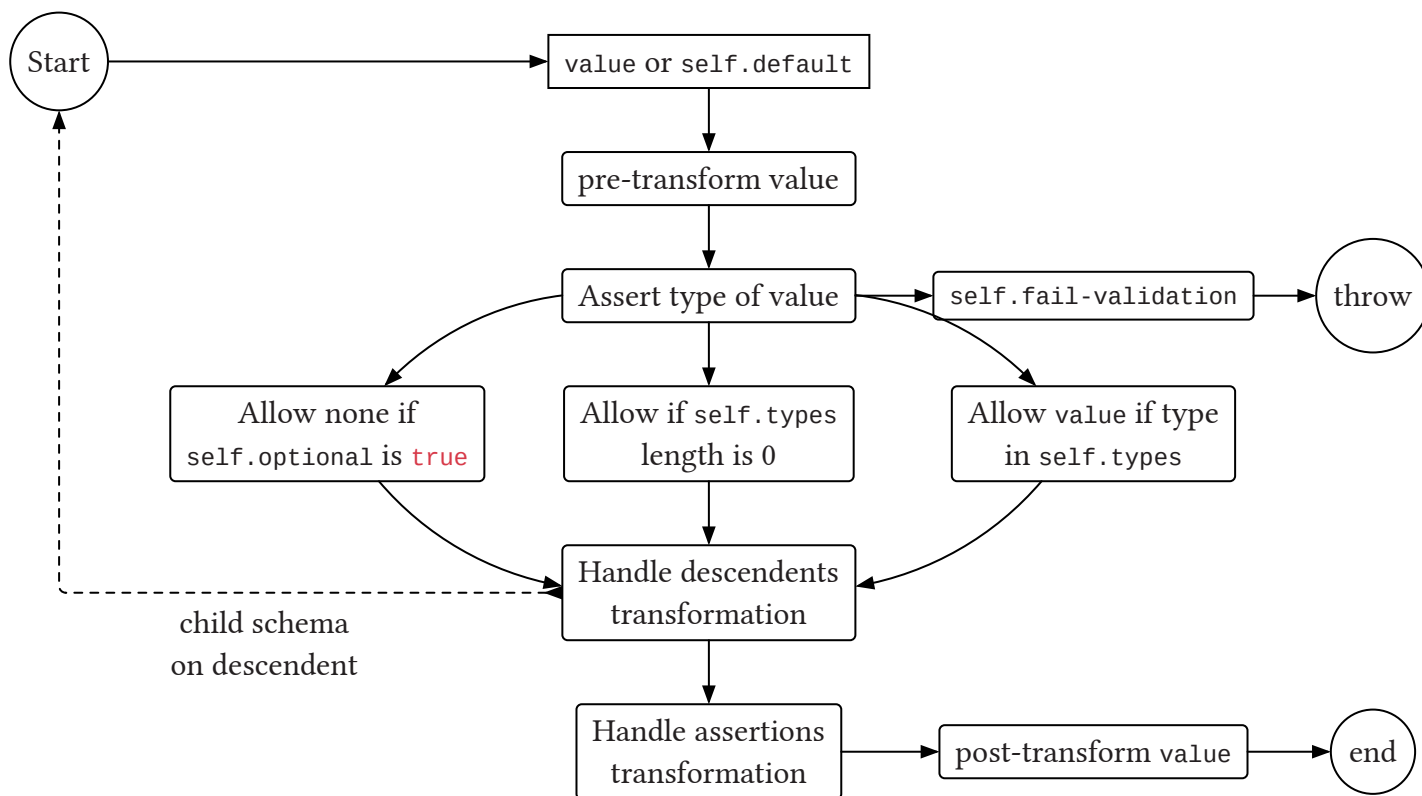 Start
value or self.default
pre-transform value
Assert type of value
self.fail-validation
throw
Allow none if
self.optional is true
Allow if self.types
length is 0
Allow value if type
in self.types
Handle descendents
transformation
child schema
on descendent
Handle assertions
transformation
post-transform value
end